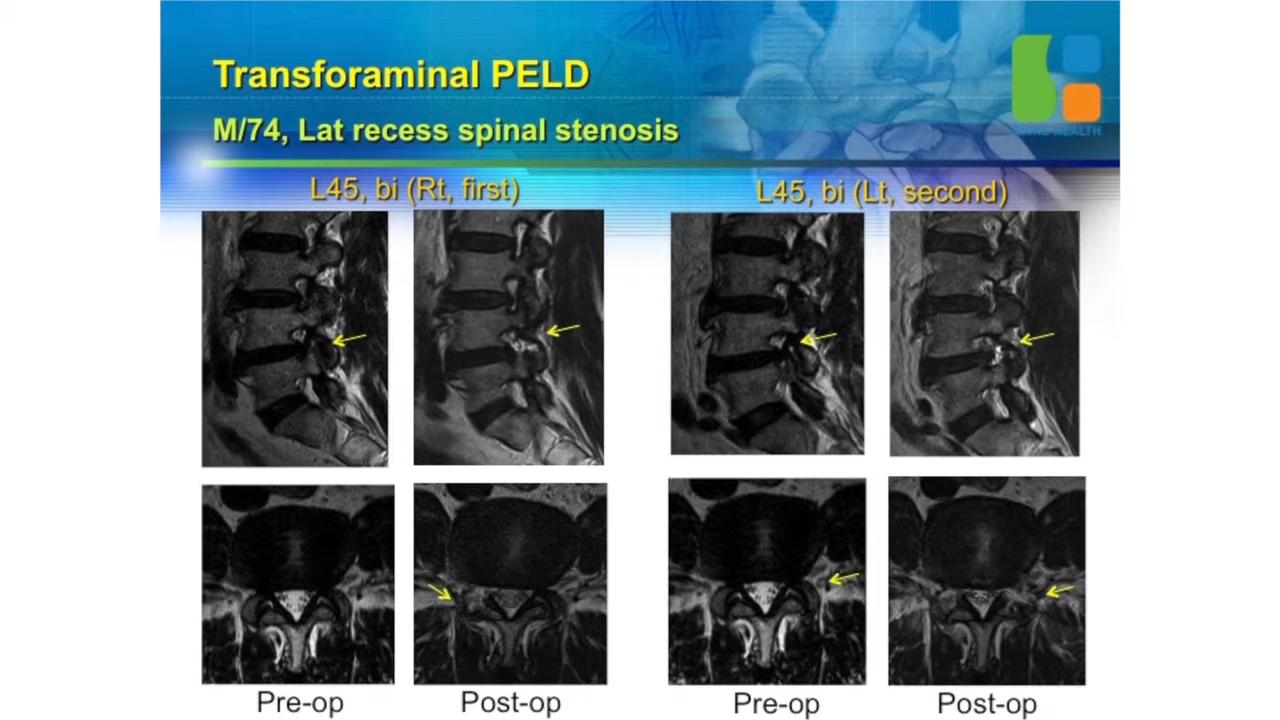 Transforaminal PELD
M/74, Lat recess spinal stenosis
L45, bi (Rt, first)
L45, bi (Lt, second)
Pre-op
Post-op
Pre-op
Post-op